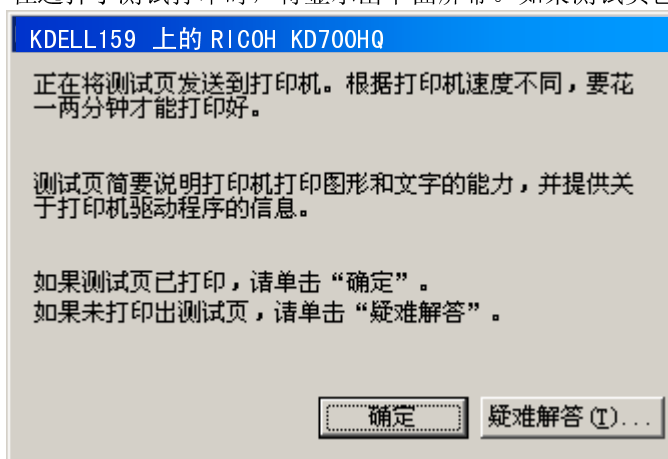 KDELL159 上的 RICOH KD700HQ
正在将测试页发送到打印机。根据打印机速度不同，要花
一两分钟才能打印好。
测试页简要说明打印机打印图形和文字的能力，并提供关
于打印机驱动程序的信息。
如果测试页已打印，请单击“确定”。
如果未打印出测试页，请单击“疑难解答”。
确定
疑难解答(T)...